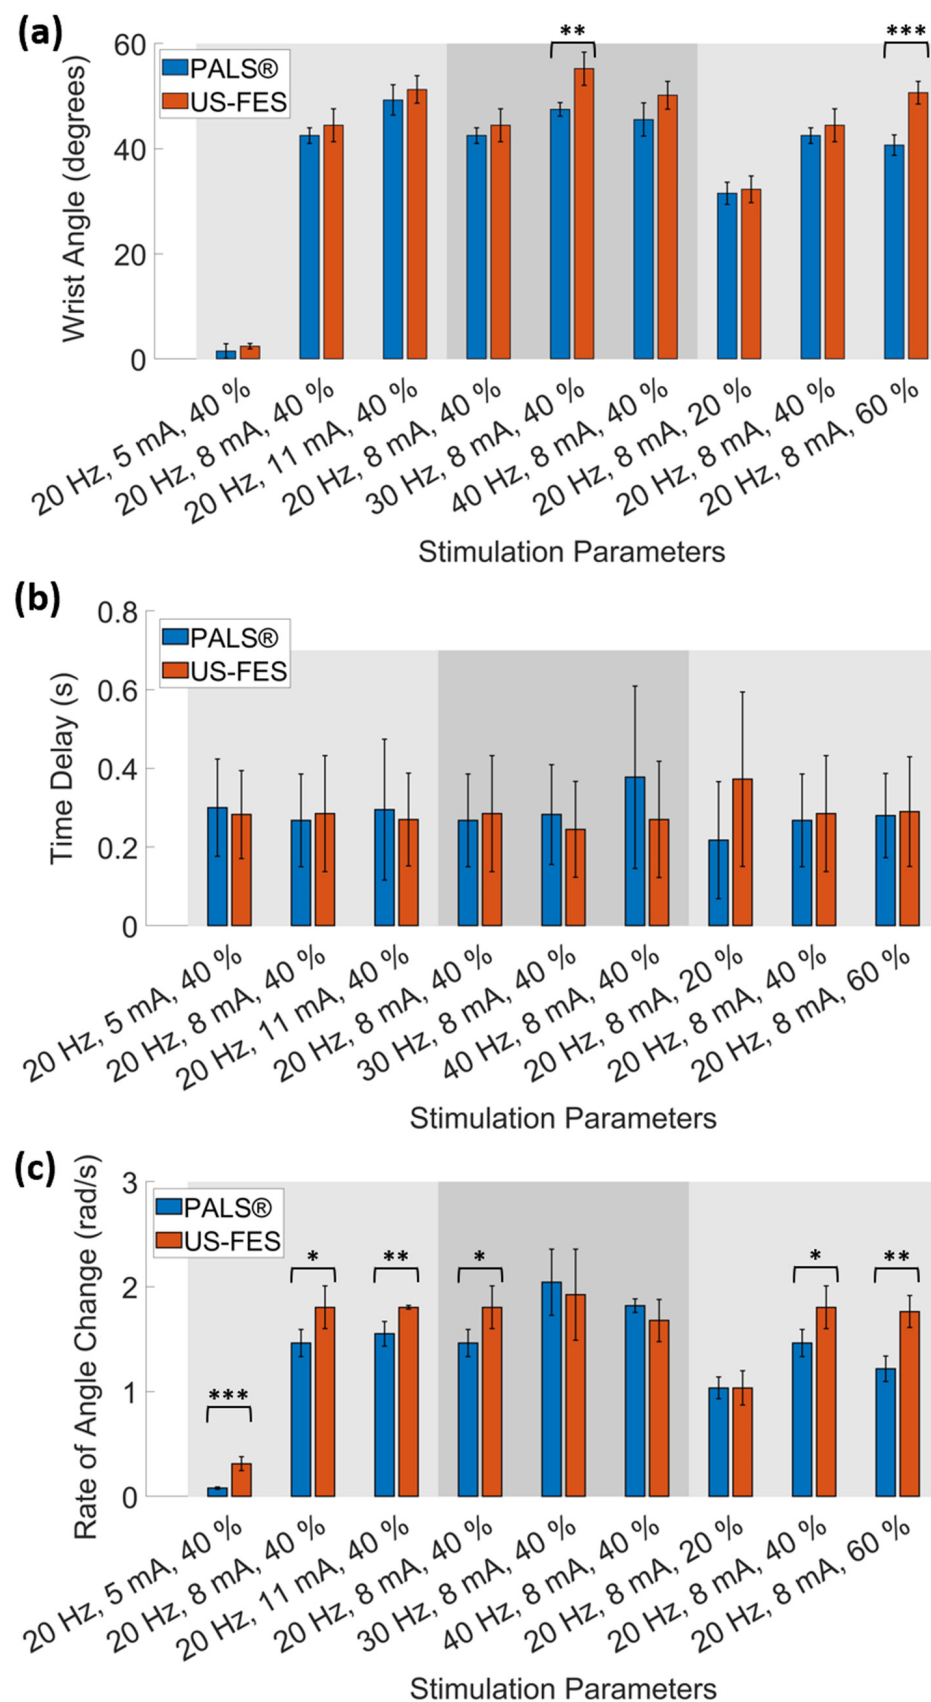 (a)
**
***
60
PALS®
US-FES
40
20
0
Wrist Angle (degrees)
20 Hz, 5 mA, 40 %
20 Hz, 8 mA, 40 %
20 Hz, 11 mA, 40 %
20 Hz, 8 mA, 40 %
30 Hz, 8 mA, 40 %
40 Hz, 8 mA, 40 %
20 Hz, 8 mA, 20 %
20 Hz, 8 mA, 40 %
20 Hz, 8 mA, 60 %
Stimulation Parameters
(b)
0.8
PALS®
US-FES
0.6
0.4
0.2
0
Time Delay (s)
20 Hz, 5 mA, 40 %
20 Hz, 8 mA, 40 %
20 Hz, 11 mA, 40 %
20 Hz, 8 mA, 40 %
30 Hz, 8 mA, 40 %
40 Hz, 8 mA, 40 %
20 Hz, 8 mA, 20 %
20 Hz, 8 mA, 40 %
20 Hz, 8 mA, 60 %
Stimulation Parameters
(c)
3
PALS®
US-FES
2
1
0
Rate of Angle Change (rad/s)
***
*
**
*
*
**
20 Hz, 5 mA, 40 %
20 Hz, 8 mA, 40 %
20 Hz, 11 mA, 40 %
20 Hz, 8 mA, 40 %
30 Hz, 8 mA, 40 %
40 Hz, 8 mA, 40 %
20 Hz, 8 mA, 20 %
20 Hz, 8 mA, 40 %
20 Hz, 8 mA, 60 %
Stimulation Parameters